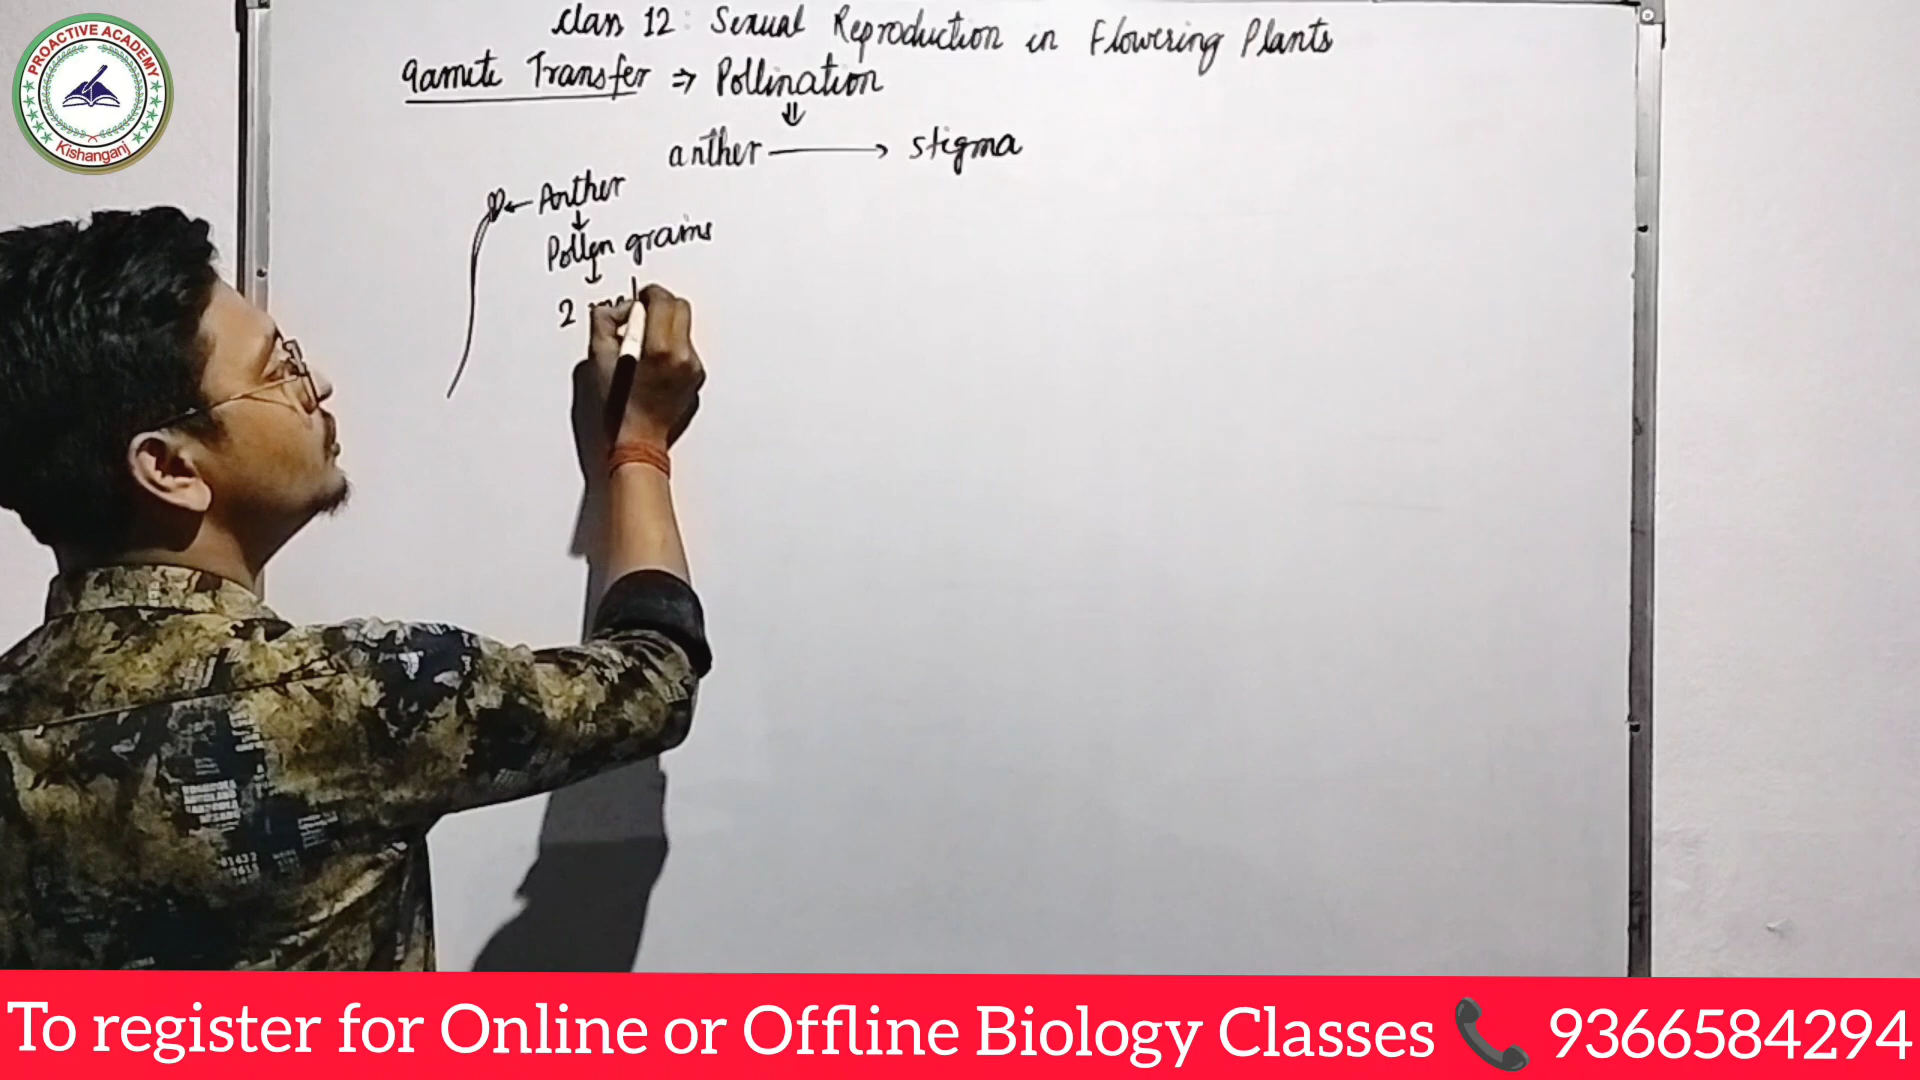 PROACTIVE ACADEMY
Kishanganj
Class 12 : Sexual Reproduction in Flowering Plants
Gamete Transfer ⇒ Pollination
⇓
anther → stigma
← Anther
↓
Pollen grains
↓
2 mal
To register for Online or Offline Biology Classes 📞 9366584294